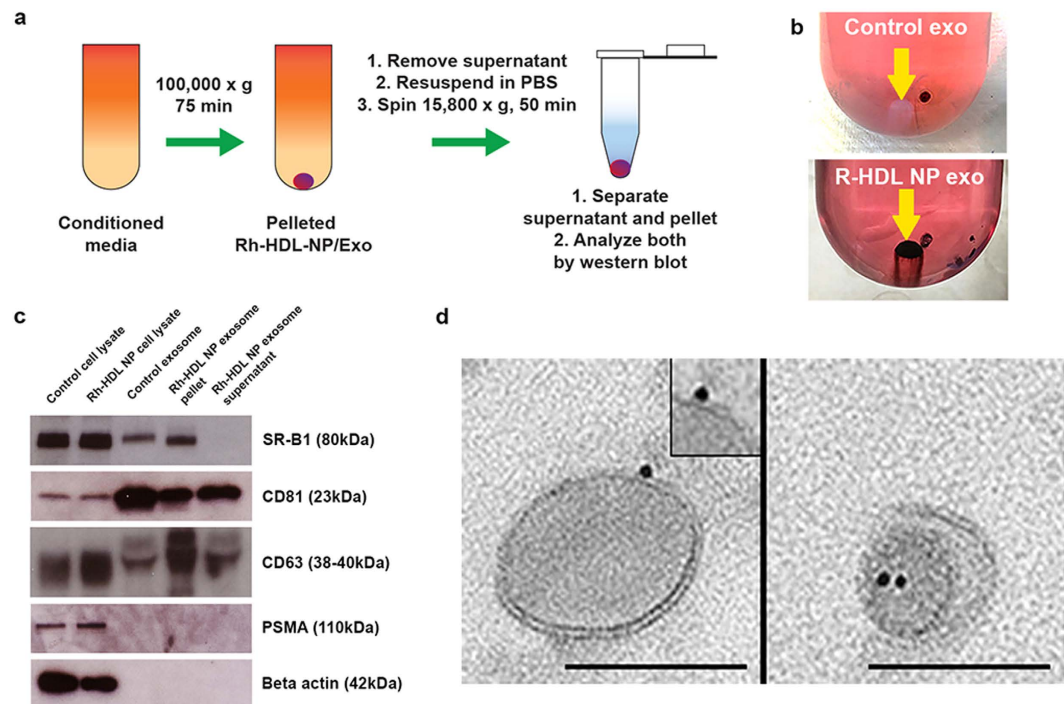 a
100,000 x g
75 min
1. Remove supernatant
2. Resuspend in PBS
3. Spin 15,800 x g, 50 min
Conditioned
media
Pelleted
Rh-HDL-NP/Exo
1. Separate
supernatant and pellet
2. Analyze both
by western blot
b
Control exo
R-HDL NP exo
c
Control cell lysate
Rh-HDL NP cell lysate
Control exosome
Rh-HDL NP exosome
pellet
Rh-HDL NP exosome
supernatant
SR-B1 (80kDa)
CD81 (23kDa)
CD63 (38-40kDa)
PSMA (110kDa)
Beta actin (42kDa)
d